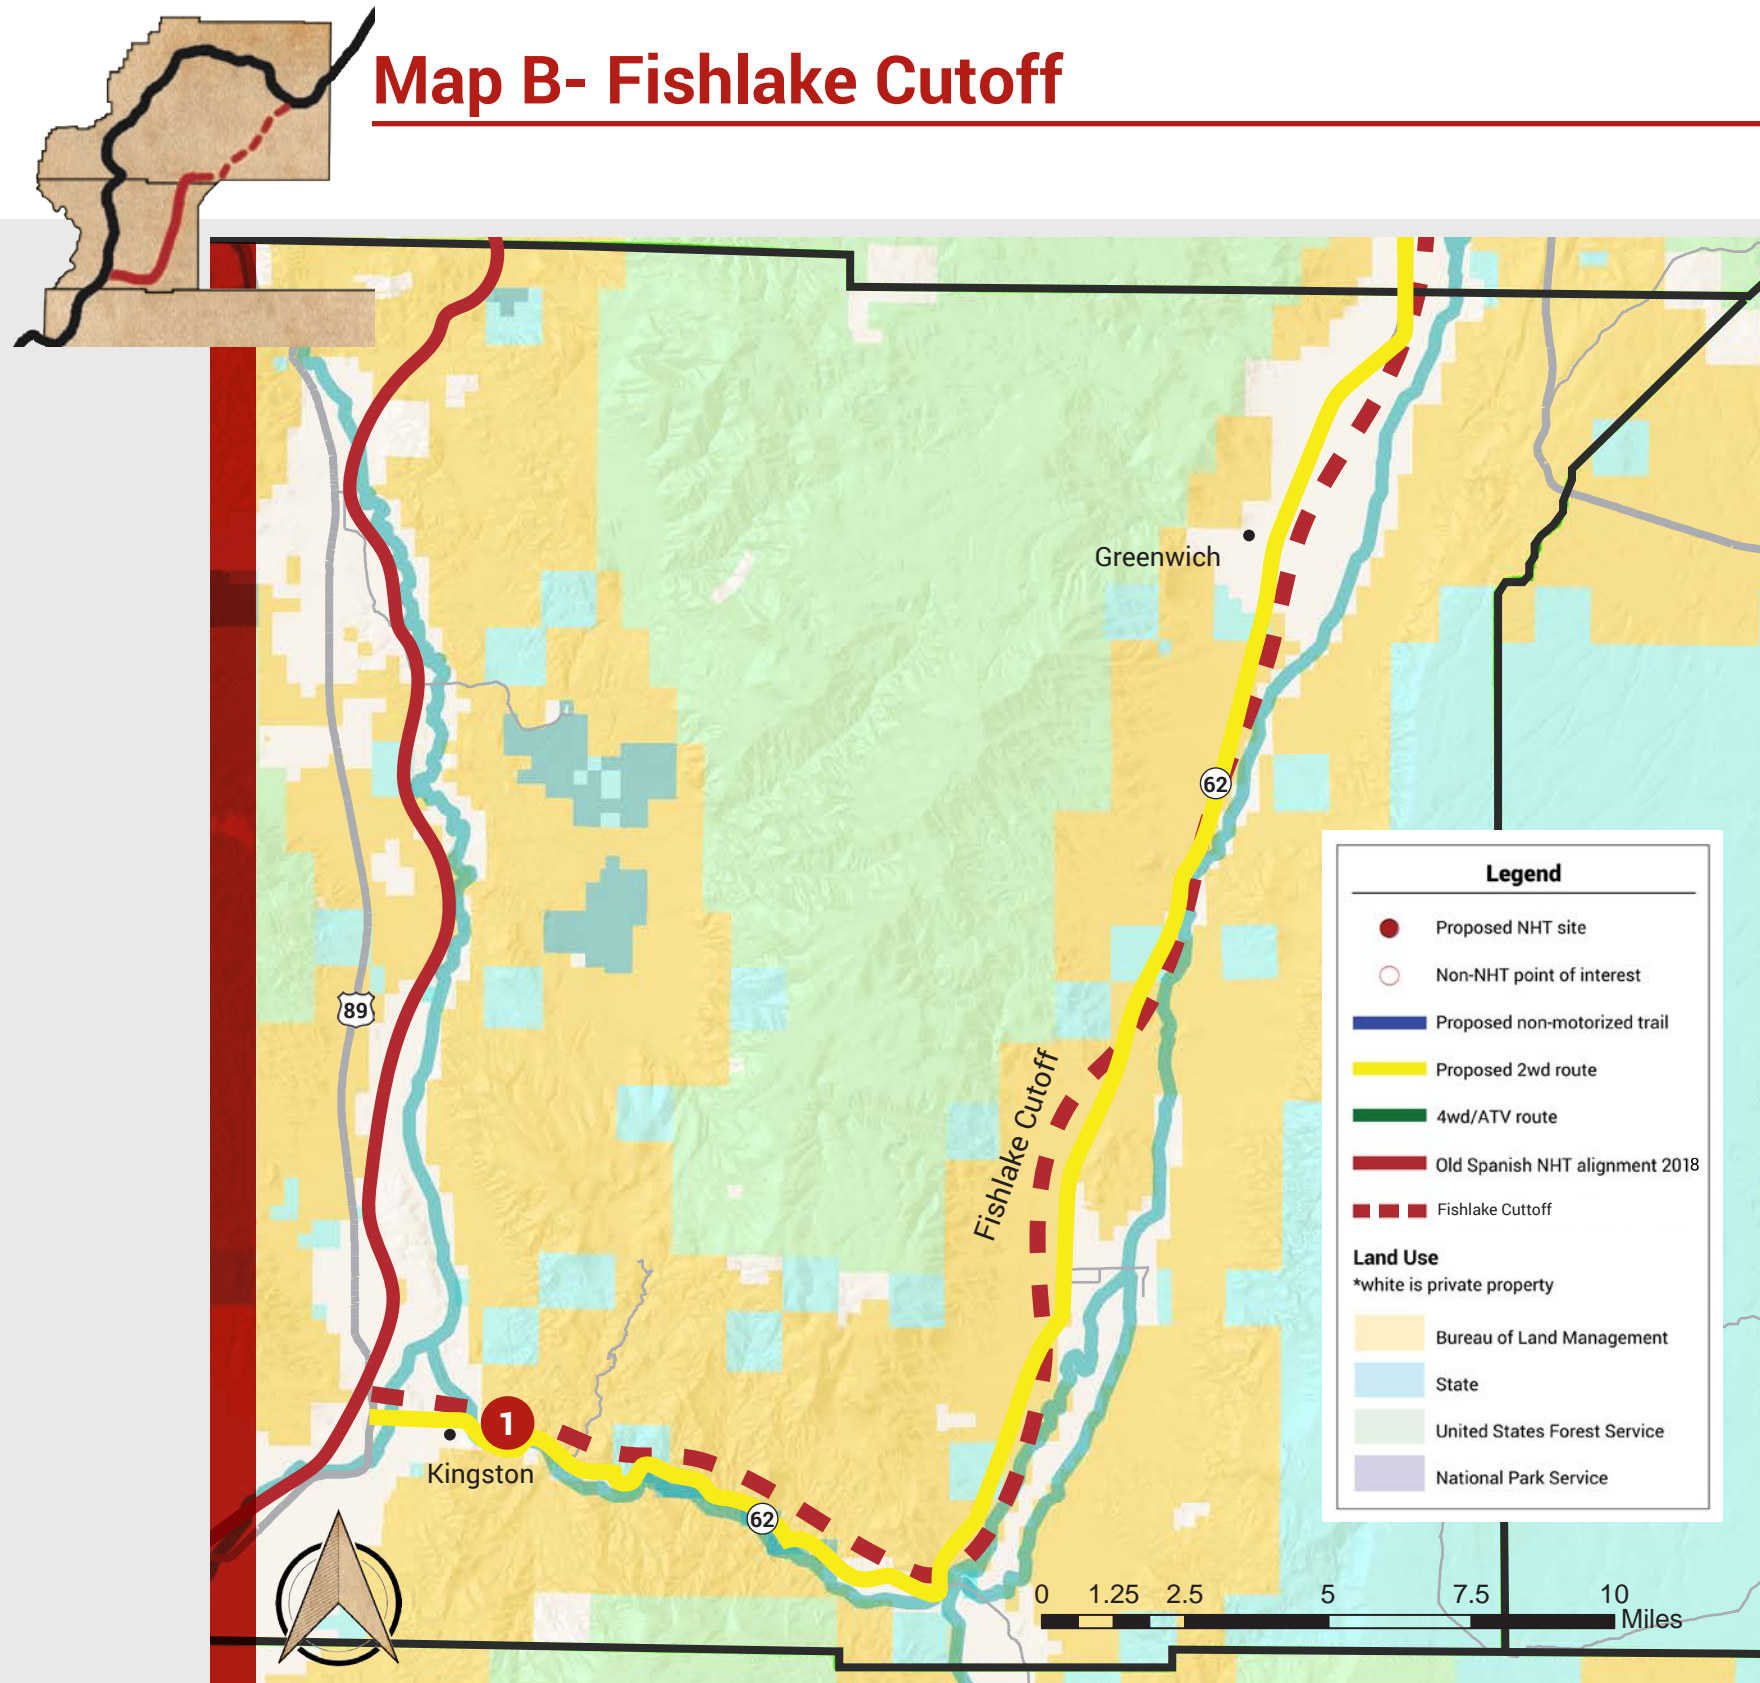 Map B- Fishlake Cutoff
Greenwich
62
89
Fishlake Cutoff
1
Kingston
62
Legend
Proposed NHT site
Non-NHT point of interest
Proposed non-motorized trail
Proposed 2wd route
4wd/ATV route
Old Spanish NHT alignment 2018
Fishlake Cuttoff
Land Use
*white is private property
Bureau of Land Management
State
United States Forest Service
National Park Service
0 1.25 2.5 5 7.5 10
Miles